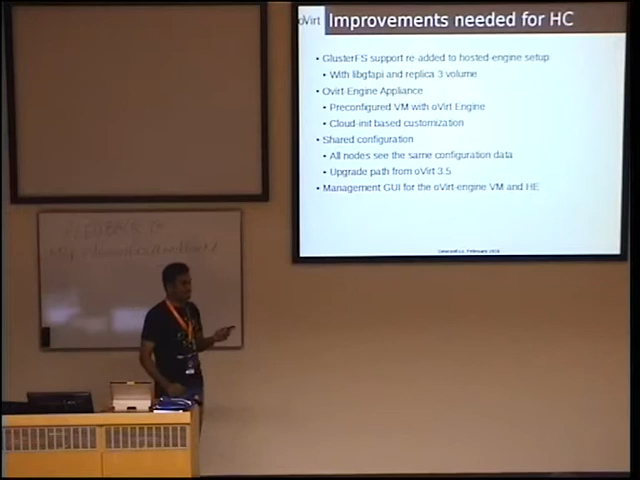 oVirt
Improvements needed for HC
• GlusterFS support re-added to hosted-engine setup
• With libgfapi and replica 3 volume
• Ovirt-Engine Appliance
• Preconfigured VM with oVirt Engine
• Cloud-init based customization
• Shared configuration
• All nodes see the same configuration data
• Upgrade path from oVirt 3.5
• Management GUI for the oVirt-engine VM and HE
FEEDBACK